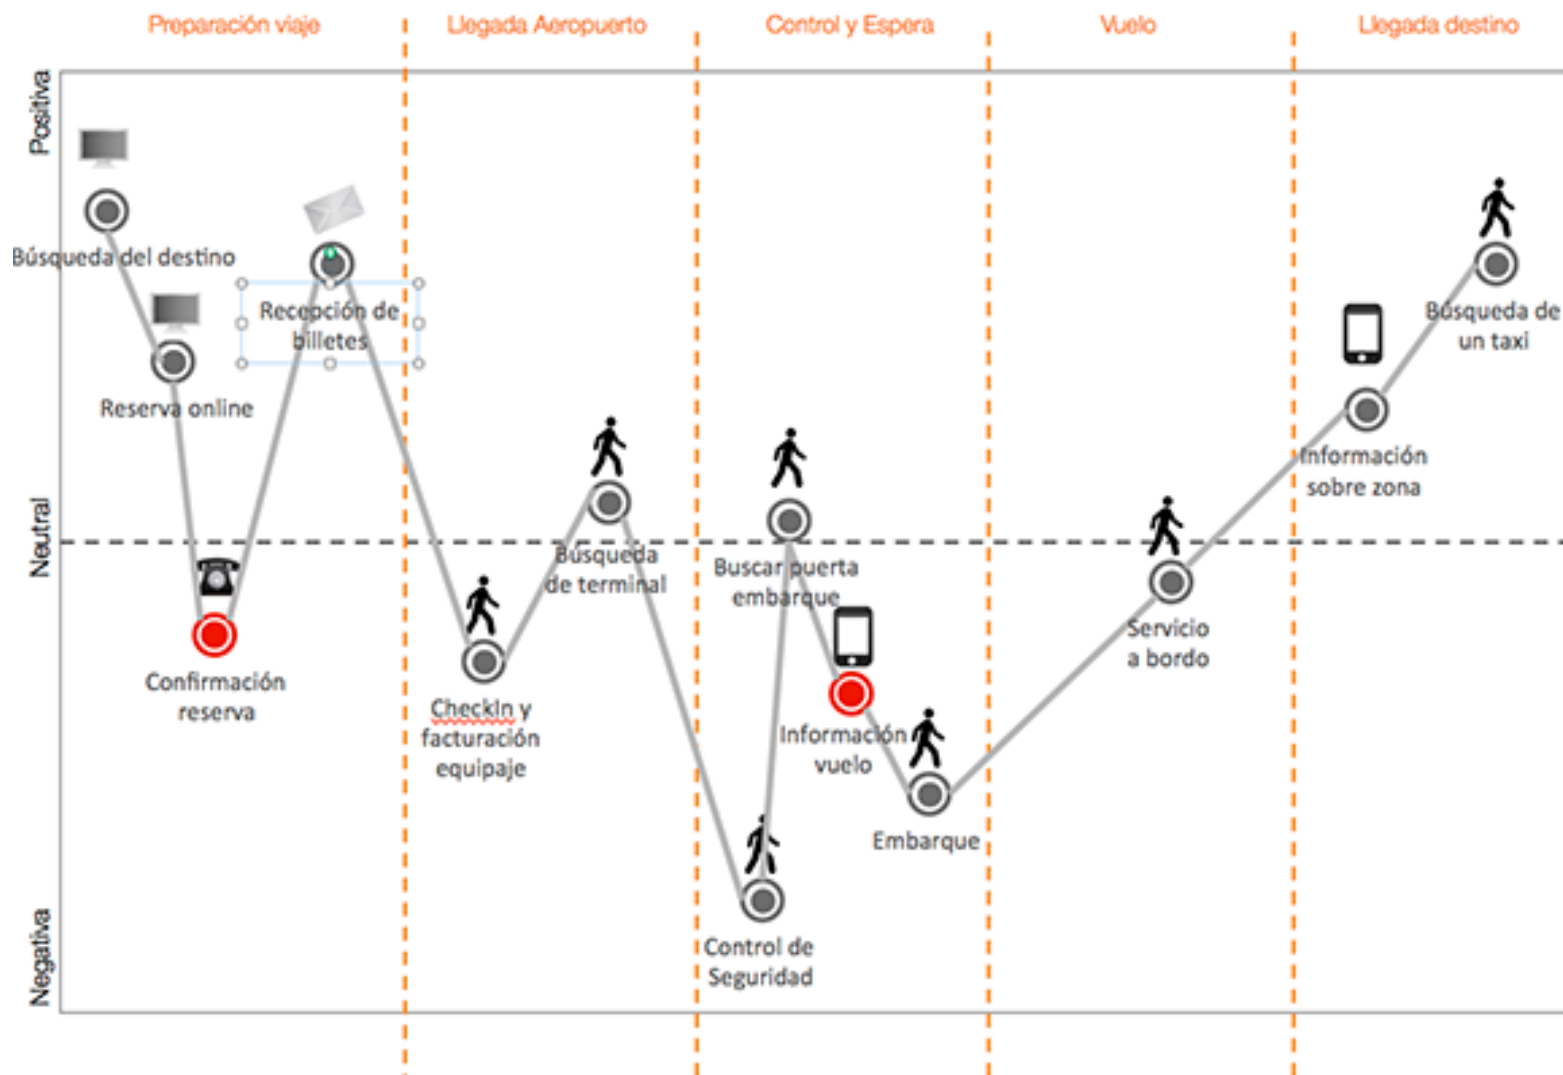 Preparación viaje
Llegada Aeropuerto
Control y Espera
Vuelo
Llegada destino
Positiva
Neutral
Negativa
Búsqueda del destino
Reserva online
Confirmación
reserva
Recepción de
billetes
CheckIn y
facturación
equipaje
Búsqueda
de terminal
Control de
Seguridad
Buscar puerta
embarque
Información
vuelo
Embarque
Servicio
a bordo
Información
sobre zona
Búsqueda de
un taxi